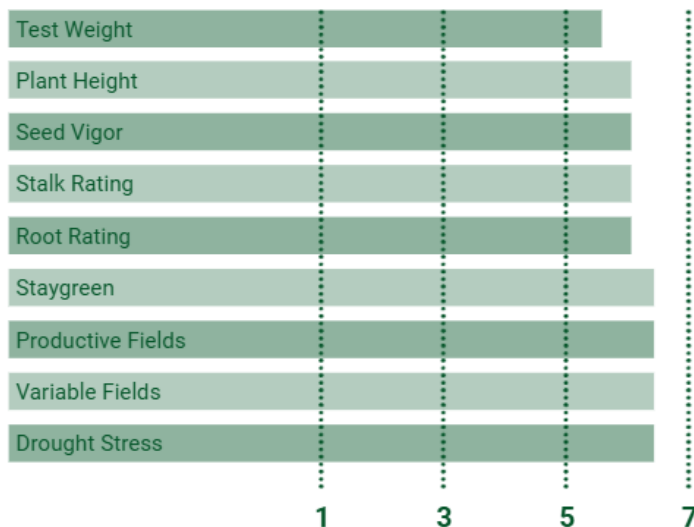 Test Weight
Plant Height
Seed Vigor
Stalk Rating
Root Rating
Staygreen
Productive Fields
Variable Fields
Drought Stress
1 3 5 7